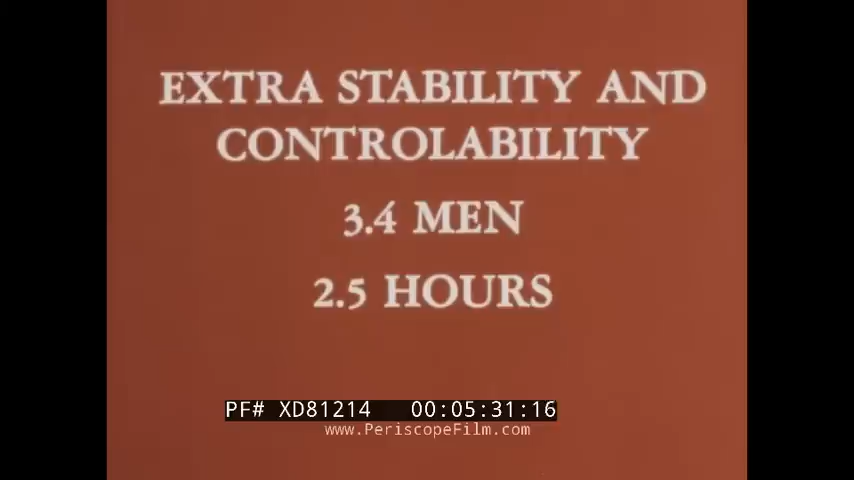 EXTRA STABILITY AND
CONTROLABILITY
3.4 MEN
2.5 HOURS
PF# XD81214 00:05:31:16
www.PeriscopeFilm.com